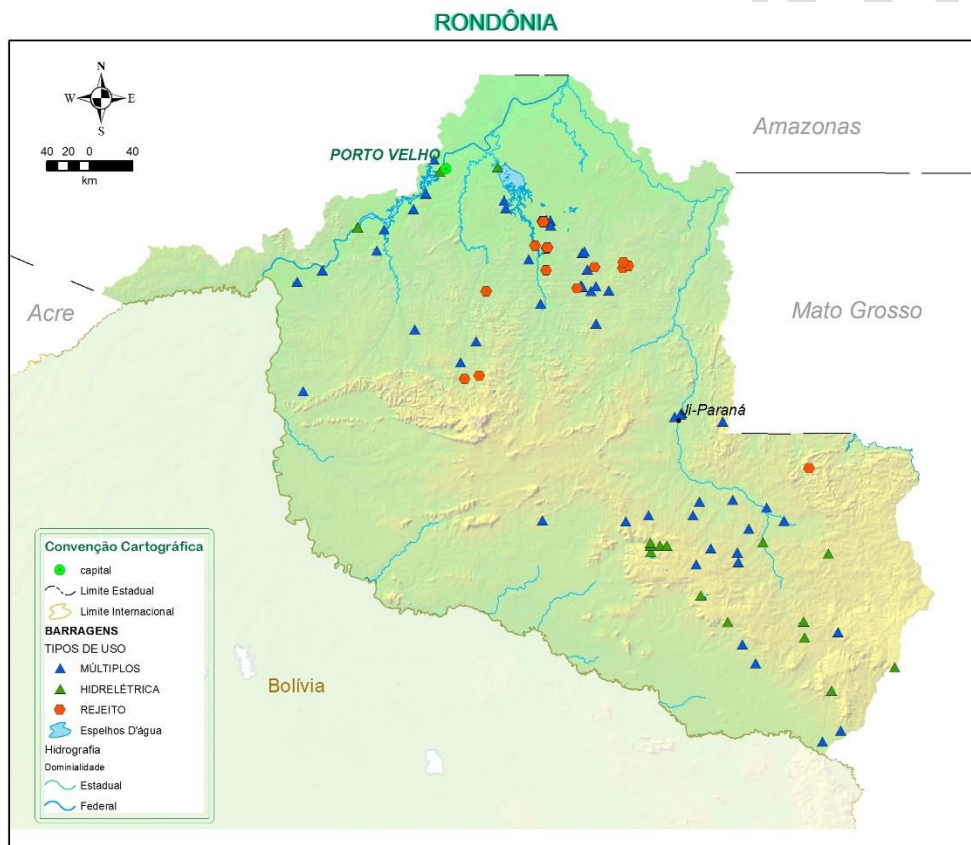 RONDÔNIA
N
W E
S
40 20 0 40
km
PORTO VELHO
Amazonas
Acre
Mato Grosso
Ji-Paraná
Bolívia
Convenção Cartográfica
capital
Limite Estadual
Limite Internacional
BARRAGENS
TIPOS DE USO
MÚLTIPLOS
HIDRELÉTRICA
REJEITO
Espelhos D'água
Hidrografia
Dominialidade
Estadual
Federal